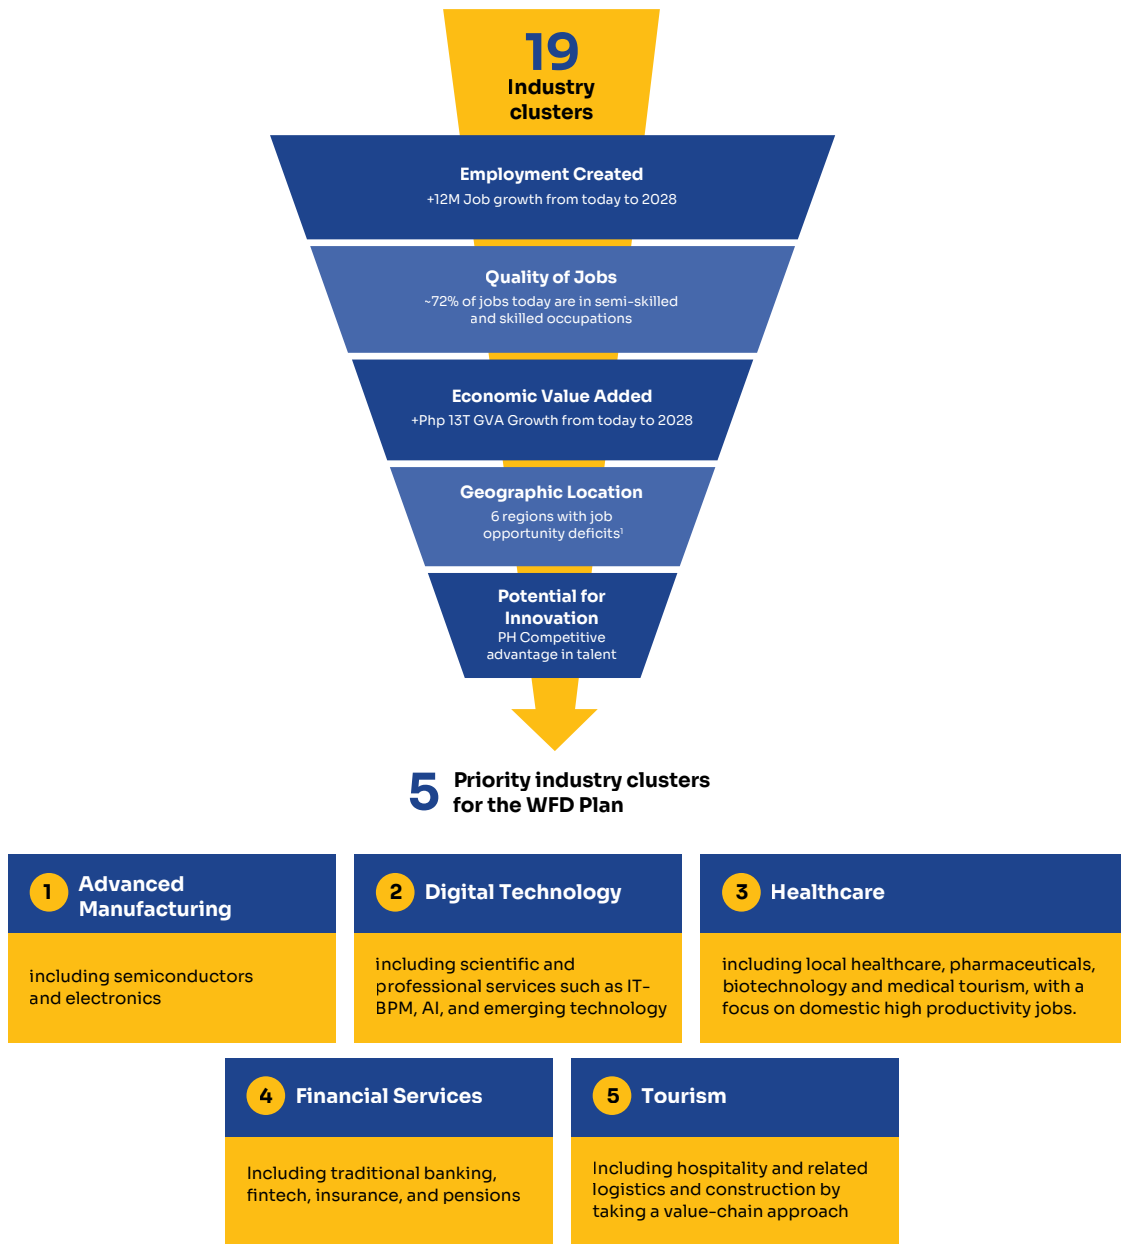 19
Industry
clusters
Employment Created
+12M Job growth from today to 2028
Quality of Jobs
~72% of jobs today are in semi-skilled
and skilled occupations
Economic Value Added
+Php 13T GVA Growth from today to 2028
Geographic Location
6 regions with job
opportunity deficits¹
Potential for
Innovation
PH Competitive
advantage in talent
5 Priority industry clusters
for the WFD Plan
1 Advanced
Manufacturing
including semiconductors
and electronics
2 Digital Technology
including scientific and
professional services such as IT-
BPM, AI, and emerging technology
3 Healthcare
including local healthcare, pharmaceuticals,
biotechnology and medical tourism, with a
focus on domestic high productivity jobs.
4 Financial Services
Including traditional banking,
fintech, insurance, and pensions
5 Tourism
Including hospitality and related
logistics and construction by
taking a value-chain approach